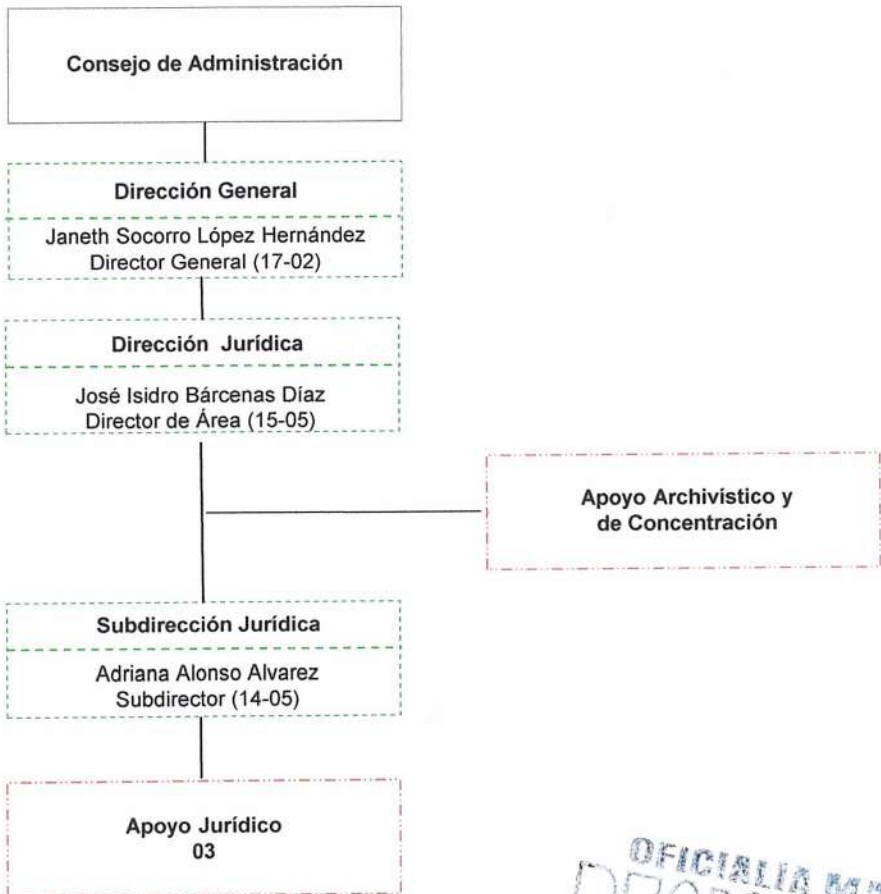 Consejo de Administración
Dirección General
Janeth Socorro López Hernández
Director General (17-02)
Dirección Jurídica
José Isidro Bárcenas Díaz
Director de Área (15-05)
Apoyo Archivístico y
de Concentración
Subdirección Jurídica
Adriana Alonso Alvarez
Subdirector (14-05)
Apoyo Jurídico
03
OFICIALIA